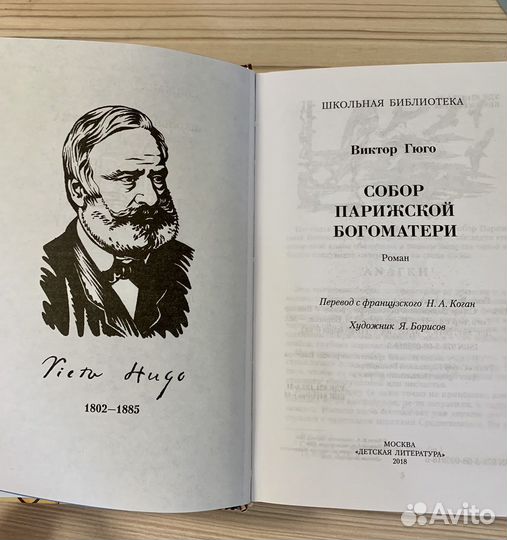 Victor Hugo
1802—1885
ШКОЛЬНАЯ БИБЛИОТЕКА
Виктор Гюго
СОБОР
ПАРИЖСКОЙ
БОГОМАТЕРИ
Роман
Перевод с французского Н. А. Коган
Художник Я. Борисов
МОСКВА
«ДЕТСКАЯ ЛИТЕРАТУРА»
2018
Avito